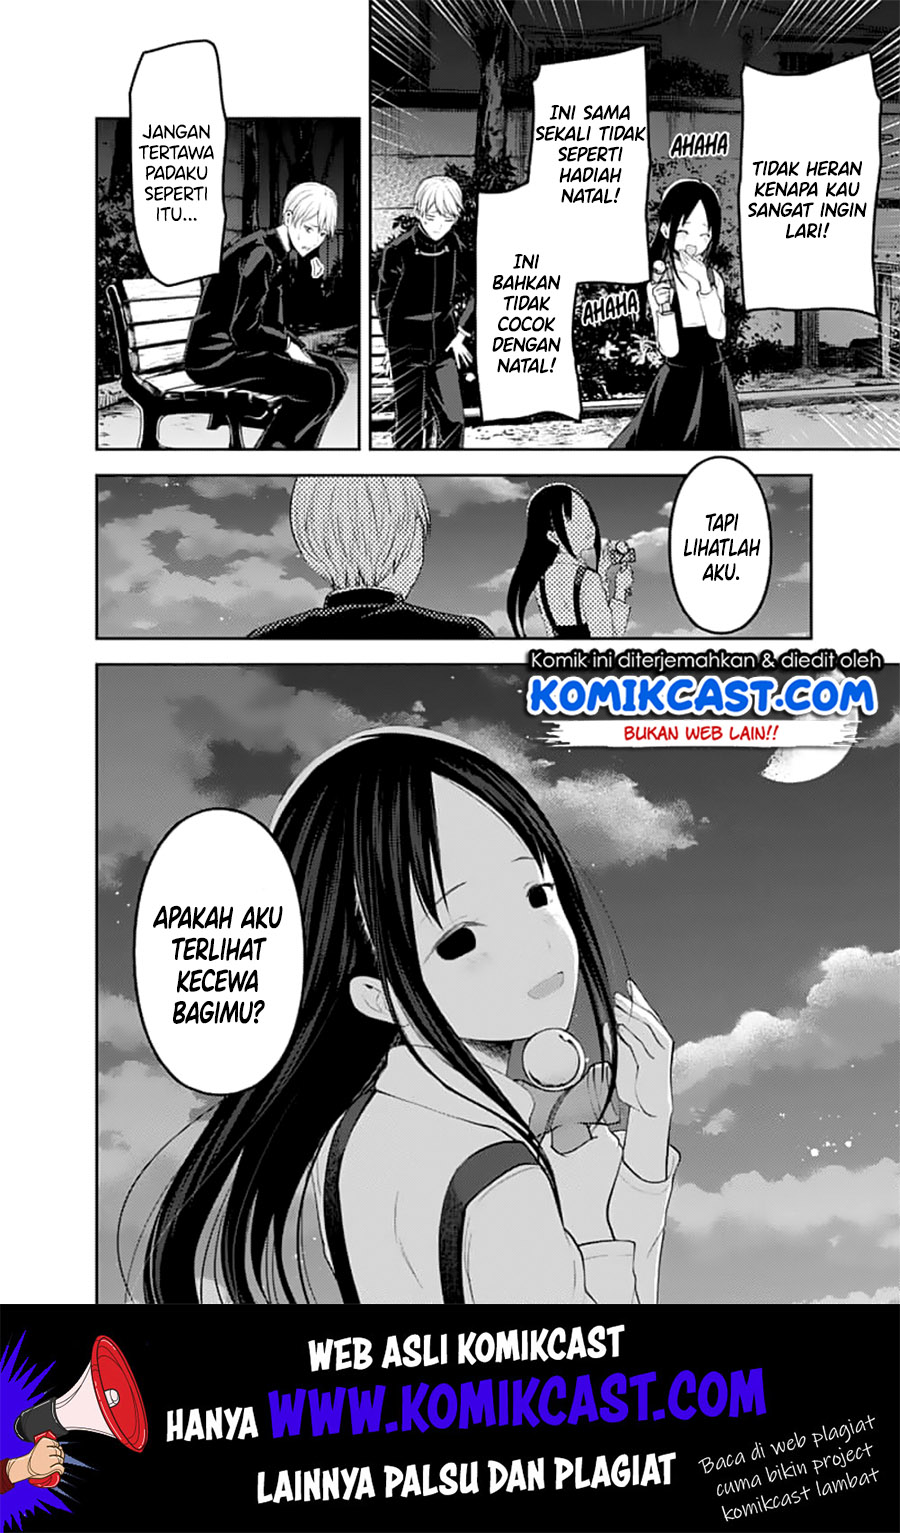 TIDAK HERAN
KENAPA KAU
SANGAT INGIN
LARI!
AHAHA
INI SAMA
SEKALI TIDAK
SEPERTI
HADIAH
NATAL!
INI
BAHKAN
TIDAK
COCOK
DENGAN
NATAL!
AHAHA
JANGAN
TERTAWA
PADAKU
SEPERTI
ITU...
TAPI
LIHATLAH
AKU.
Komik ini diterjemahkan & diedit oleh
KOMIKCAST.COM
BUKAN WEB LAIN!!
APAKAH AKU
TERLIHAT
KECEWA
BAGIMU?
WEB ASLI KOMIKCAST
HANYA WWW.KOMIKCAST.COM
LAINNYA PALSU DAN PLAGIAT
Baca di web plagiat
cuma bikin project
komikcast lambat